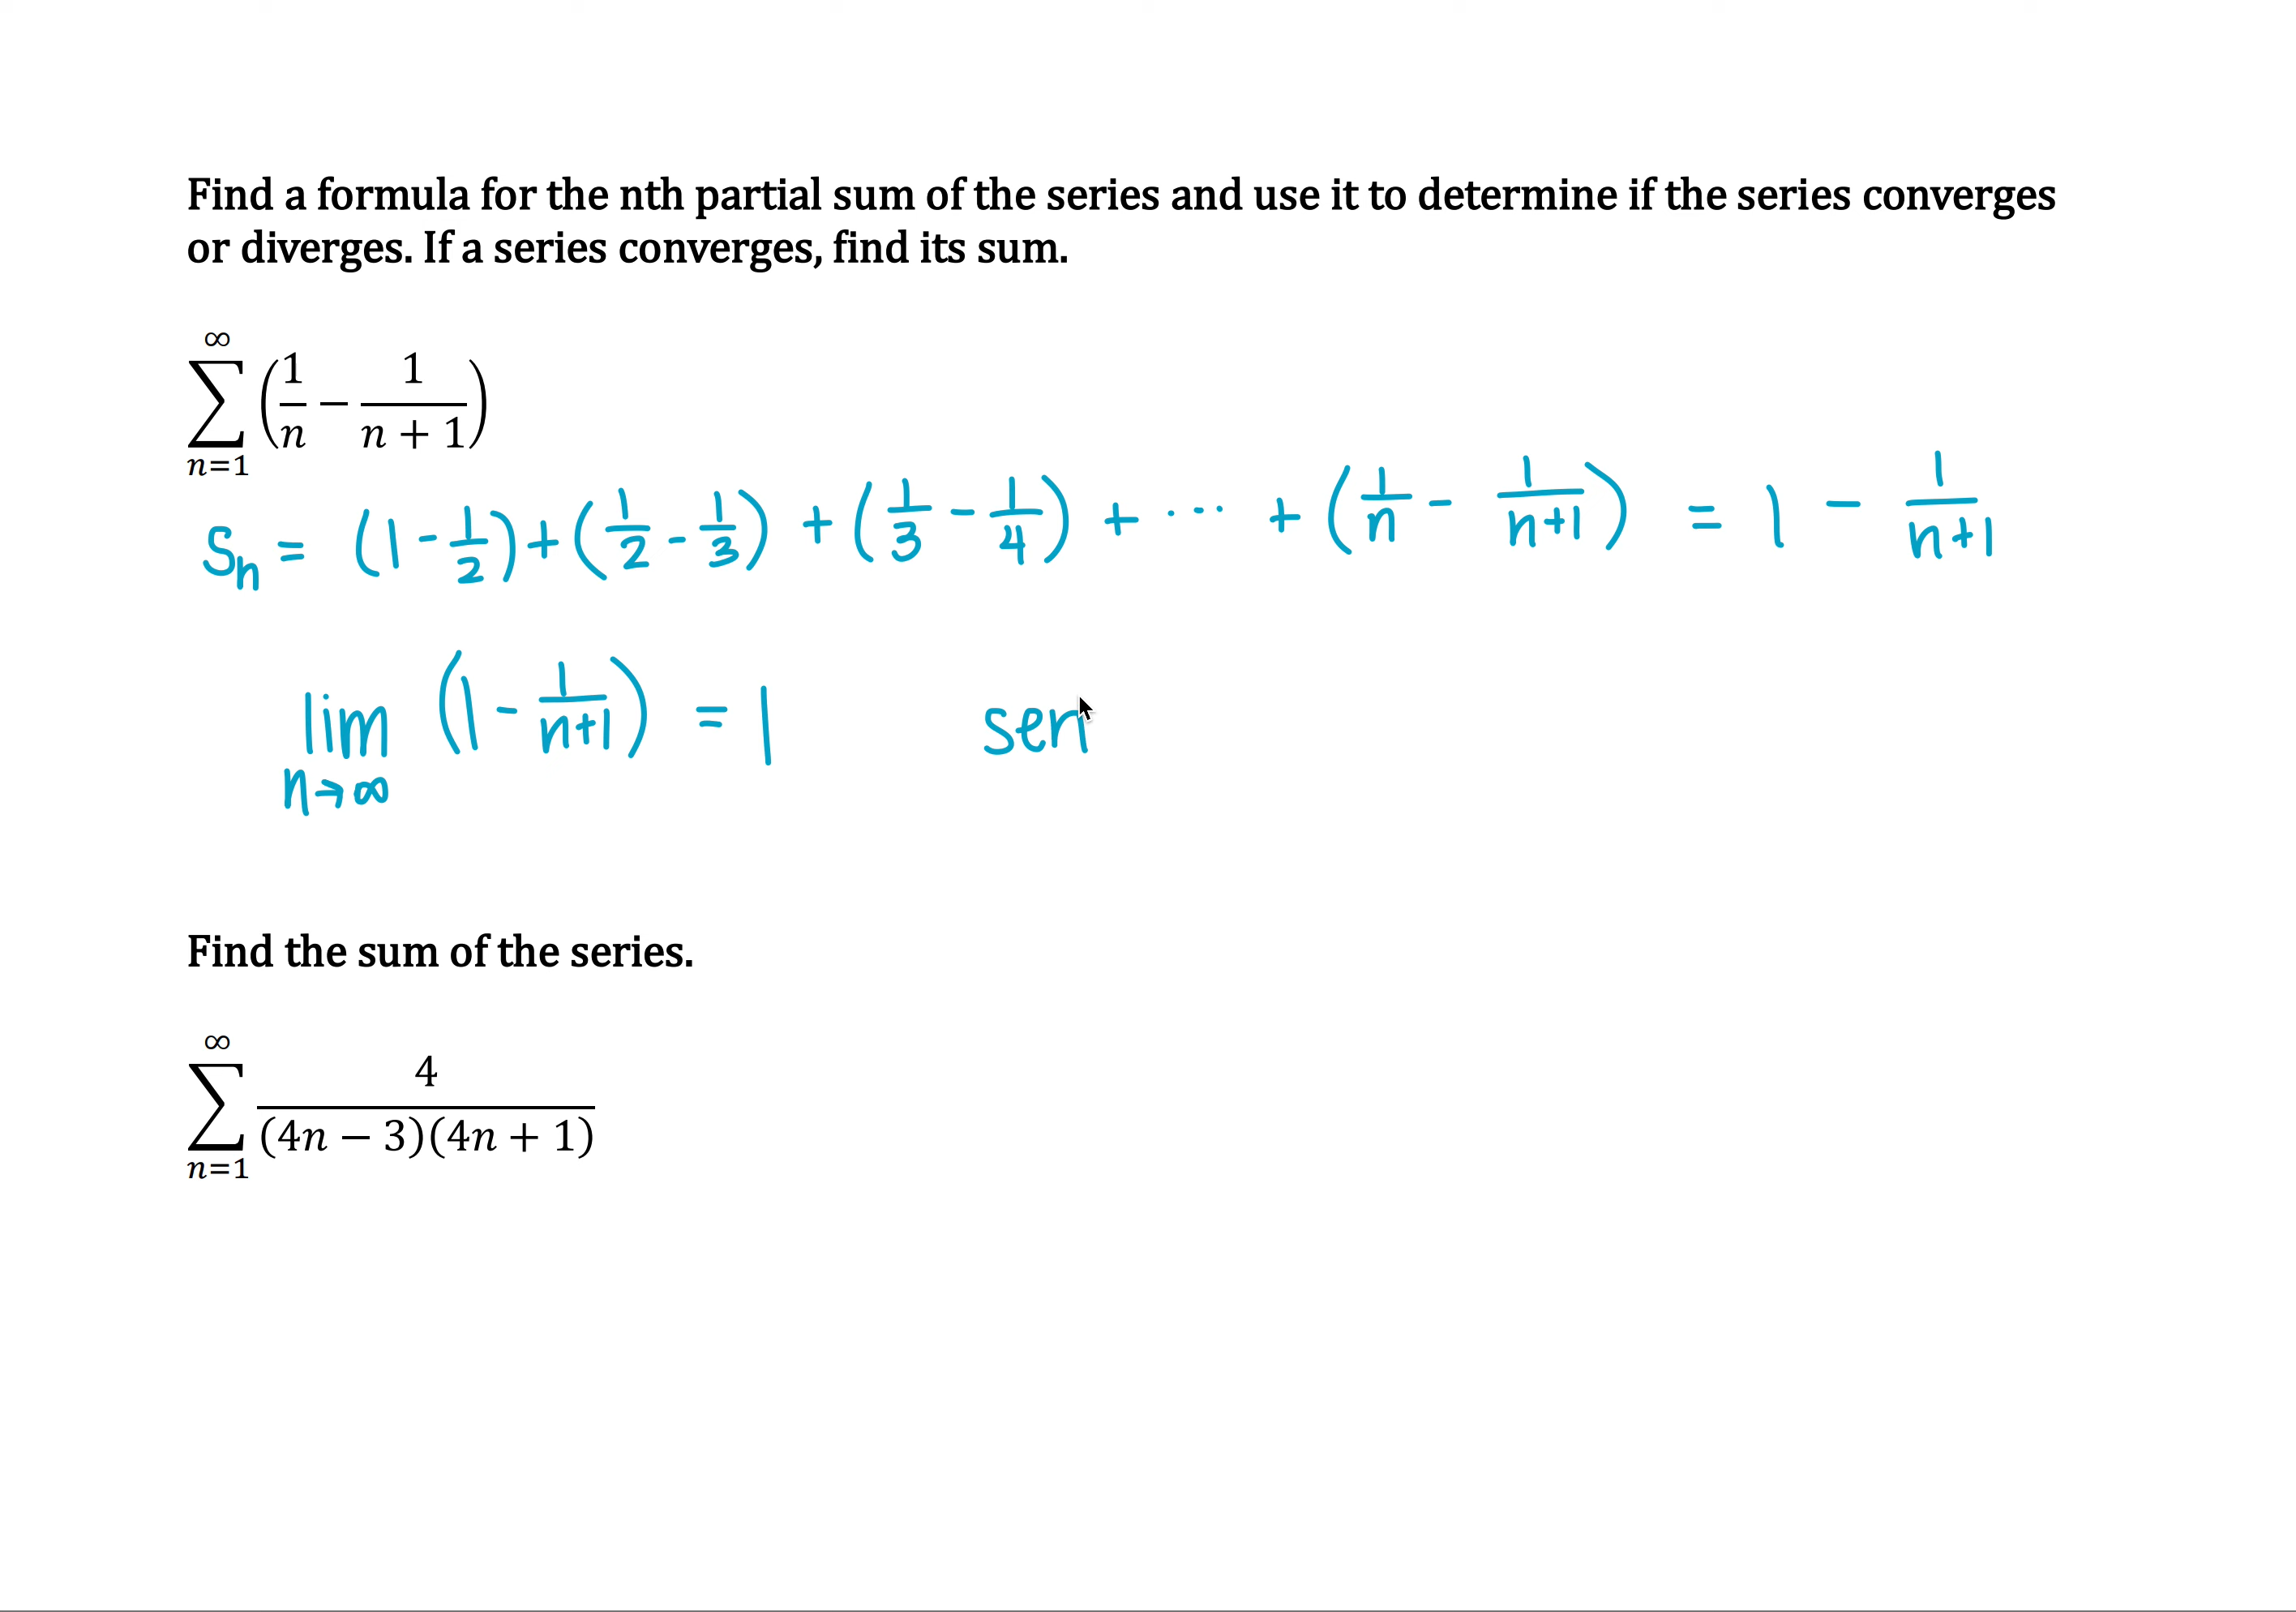 Find a formula for the nth partial sum of the series and use it to determine if the series converges
or diverges. If a series converges, find its sum.
∑_{n=1}^{∞} (1/n − 1/(n + 1))
Sn = (1 - 1/2) + (1/2 - 1/3) + (1/3 - 1/4) + ... + (1/n - 1/(n+1)) = 1 - 1/(n+1)
lim_{n→∞} (1 - 1/(n+1)) = 1 seri
Find the sum of the series.
∑_{n=1}^{∞} 4/((4n − 3)(4n + 1))